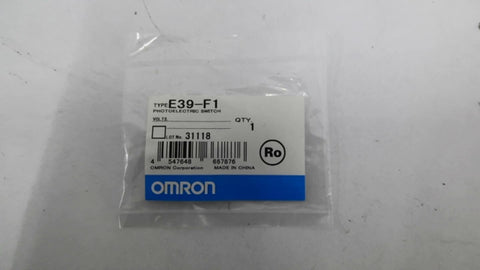 TYPE E39-F1
PHOTOELECTRIC SWITCH
VOLTS QTY.
1
LOT No. 31118
Ro
4 547648 667876
OMRON Corporation MADE IN CHINA
OMRON